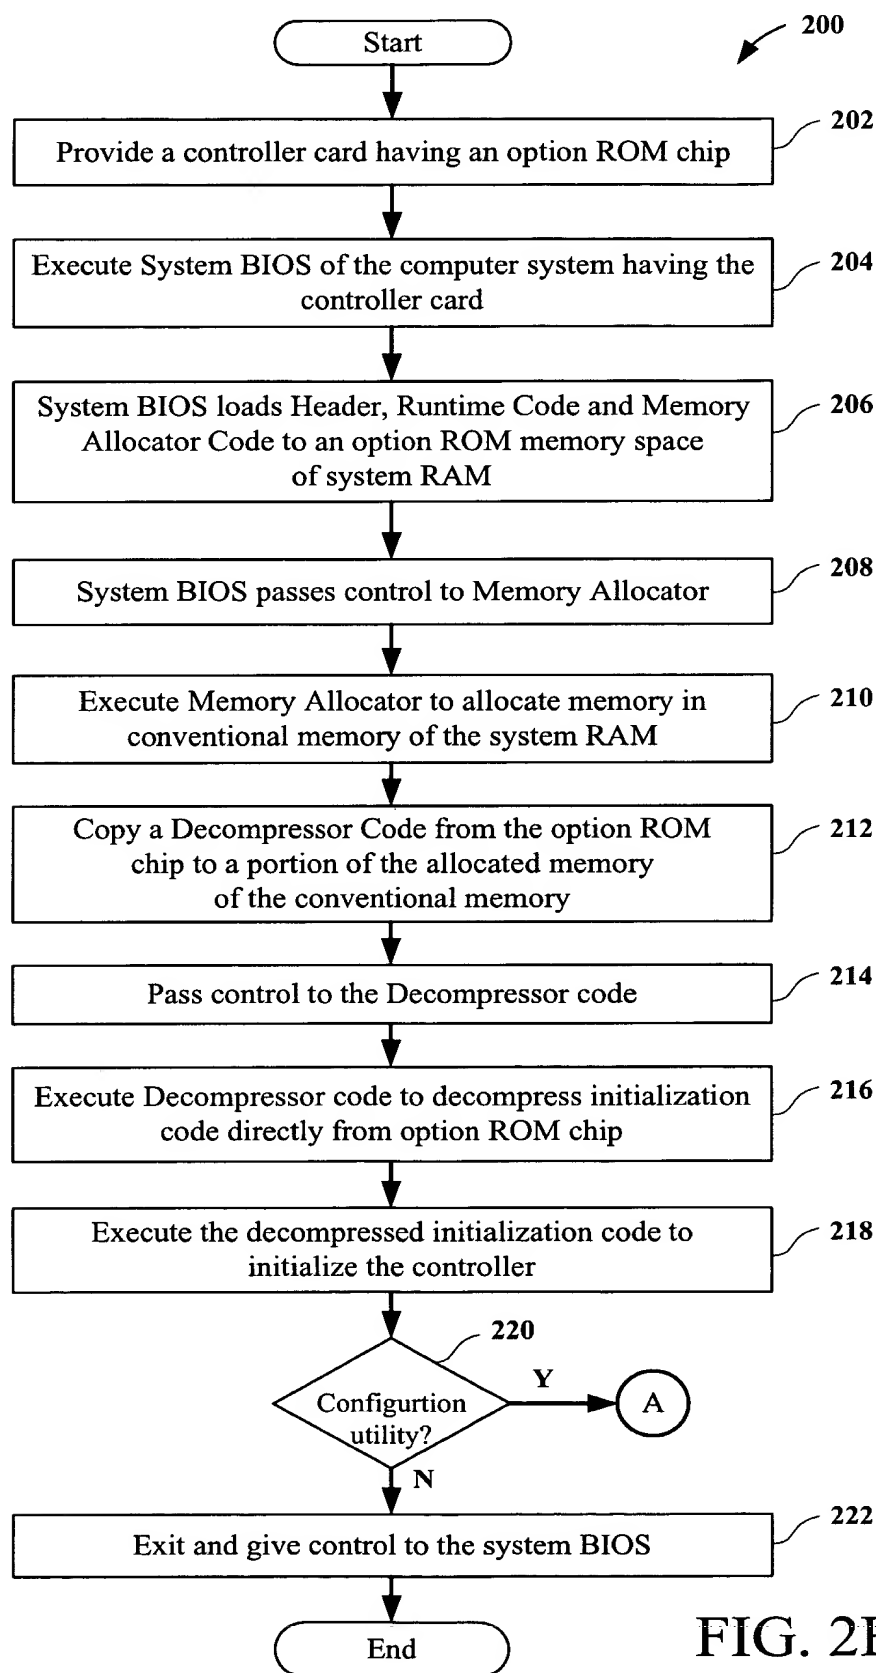 200
Start
202
Provide a controller card having an option ROM chip
204
Execute System BIOS of the computer system having the
controller card
206
System BIOS loads Header, Runtime Code and Memory
Allocator Code to an option ROM memory space
of system RAM
208
System BIOS passes control to Memory Allocator
210
Execute Memory Allocator to allocate memory in
conventional memory of the system RAM
212
Copy a Decompressor Code from the option ROM
chip to a portion of the allocated memory
of the conventional memory
214
Pass control to the Decompressor code
216
Execute Decompressor code to decompress initialization
code directly from option ROM chip
218
Execute the decompressed initialization code to
initialize the controller
220
Configurtion
utility?
Y
A
N
222
Exit and give control to the system BIOS
End
FIG.